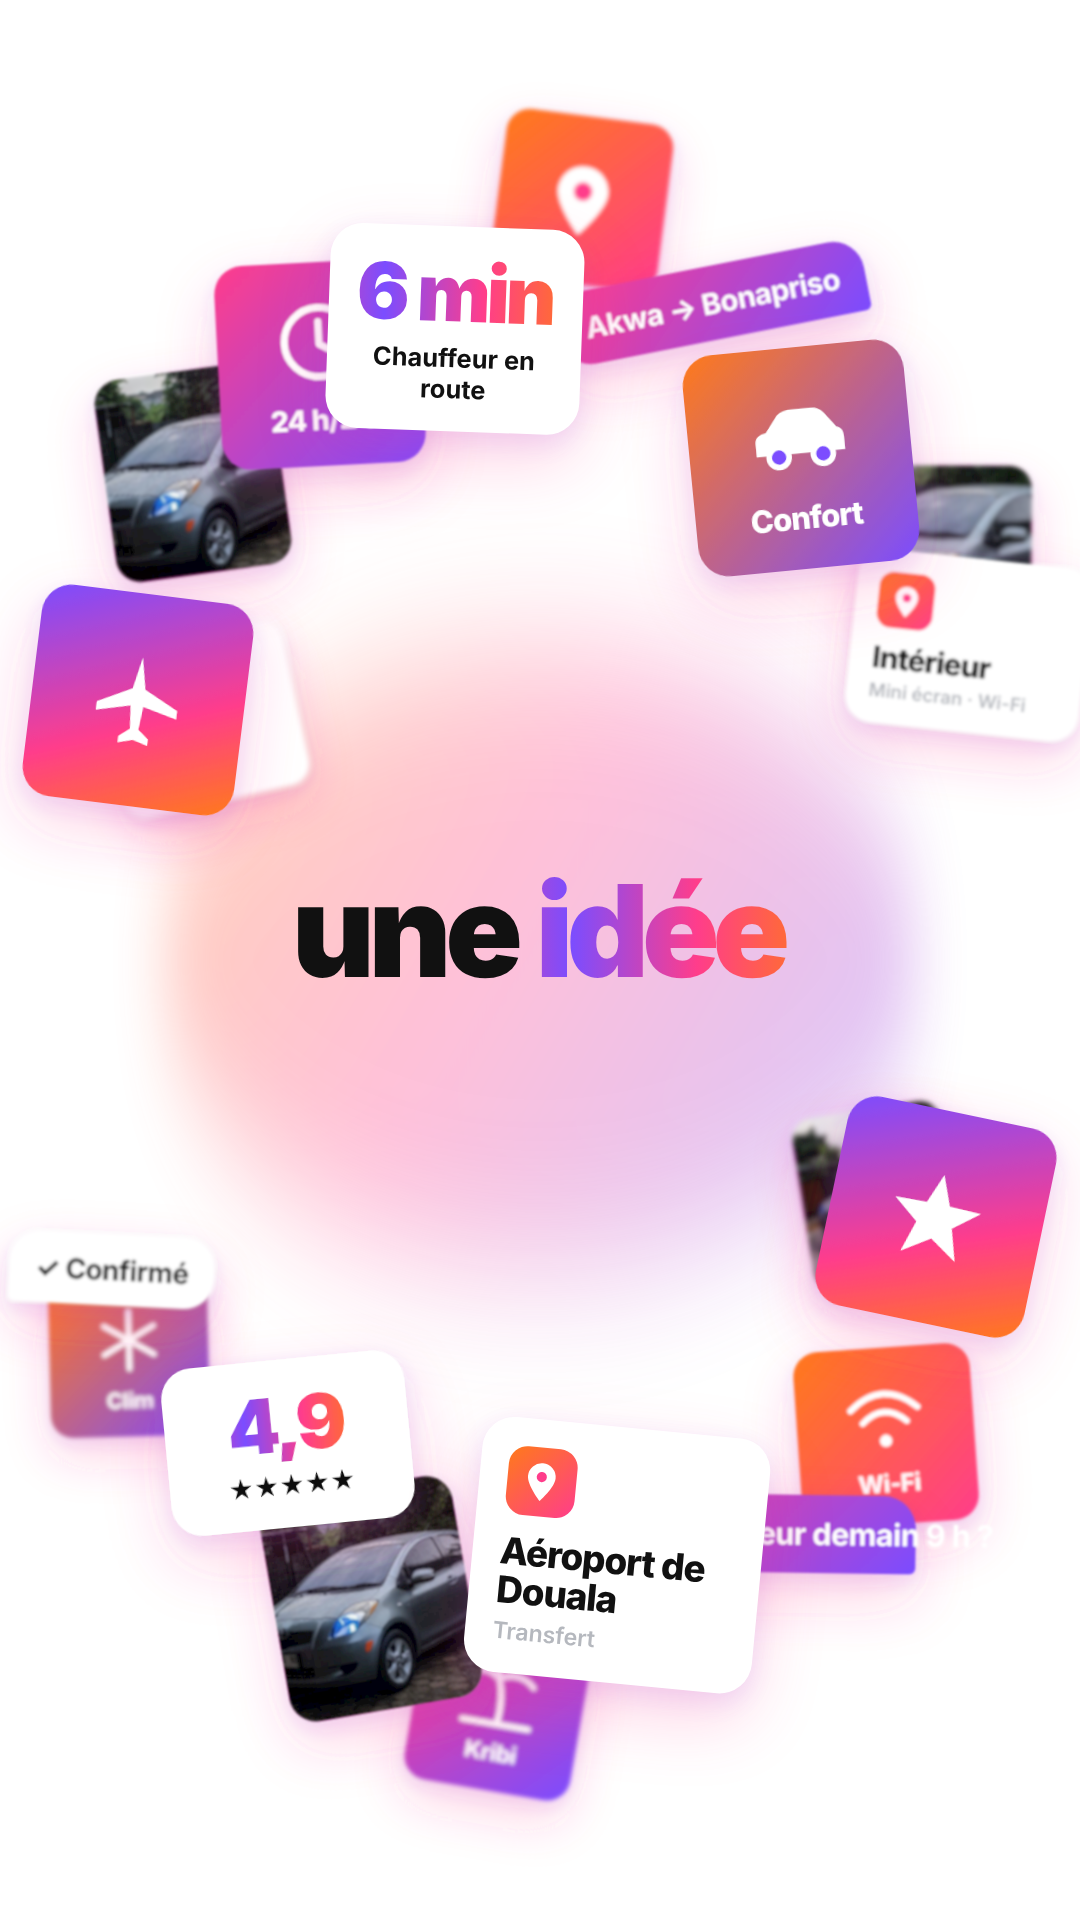 6 min
Chauffeur en
route
Akwa → Bonapriso
24 h/
Confort
Intérieur
Mini écran · Wi-Fi
une idée
✓ Confirmé
Clim
4,9
★★★★★
Wi-Fi
eur demain 9 h ?
Aéroport de
Douala
Transfert
Kribi